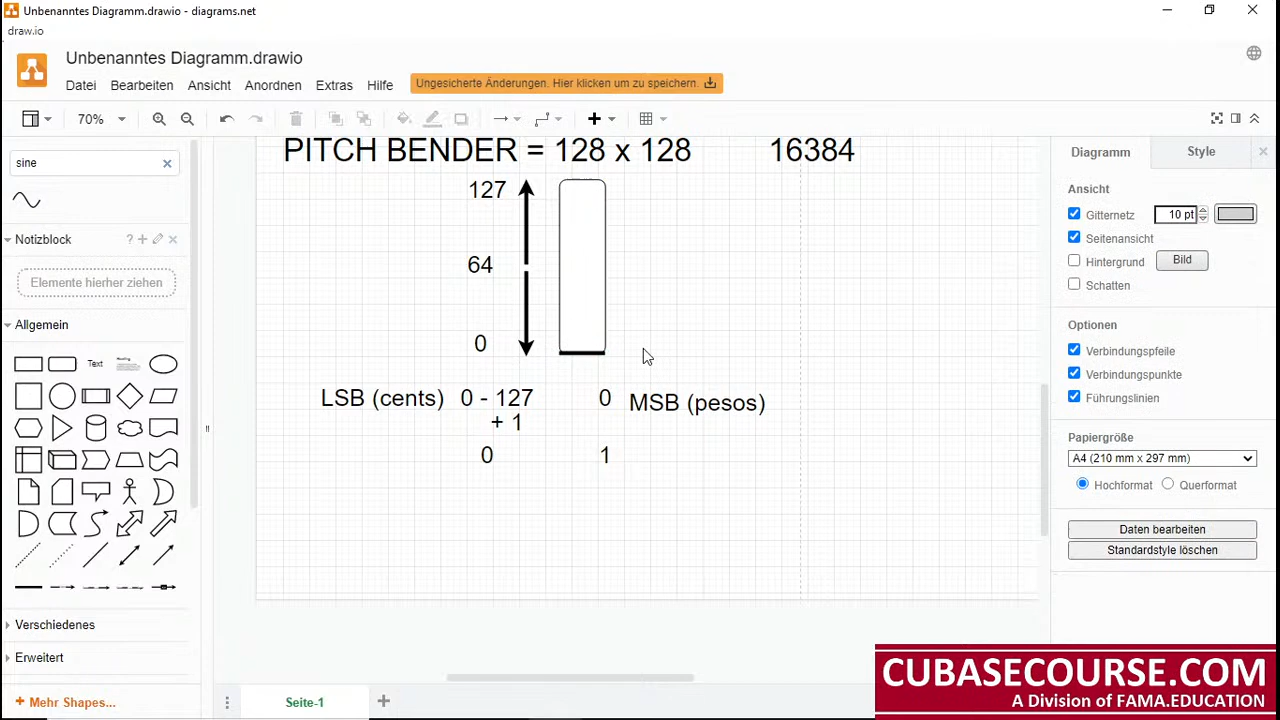 Unbenanntes Diagramm.drawio - diagrams.net
draw.io
Unbenanntes Diagramm.drawio
Datei Bearbeiten Ansicht Anordnen Extras Hilfe
Ungesicherte Änderungen. Hier klicken um zu speichern.
70%
sine
Notizblock
Elemente hierher ziehen
Allgemein
Text
Verschiedenes
Erweitert
Mehr Shapes...
PITCH BENDER = 128 x 128 16384
127
64
0
LSB (cents) 0 - 127 0 MSB (pesos)
+ 1
0 1
Seite-1
Diagramm Style
Ansicht
Gitternetz 10 pt
Seitenansicht
Hintergrund Bild
Schatten
Optionen
Verbindungspfeile
Verbindungspunkte
Führungslinien
Papiergröße
A4 (210 mm x 297 mm)
Hochformat Querformat
Daten bearbeiten
Standardstyle löschen
CUBASECOURSE.COM
A Division of FAMA.EDUCATION